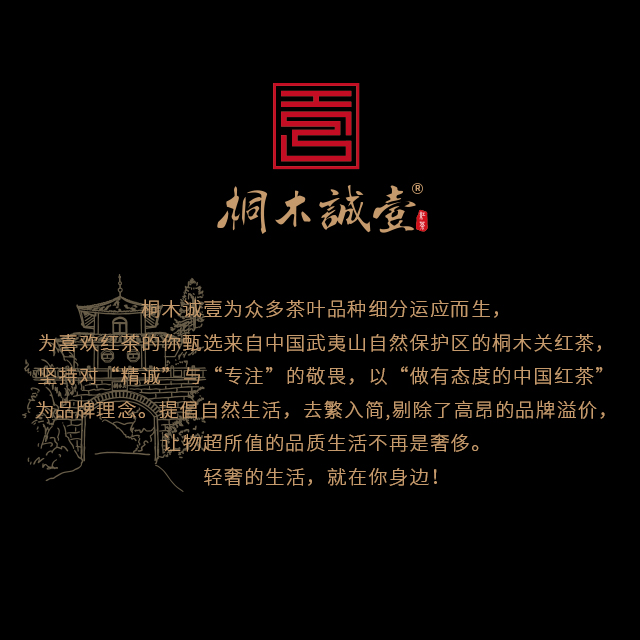 桐木誠壹®
红茶
桐木诚壹为众多茶叶品种细分运应而生，
为喜欢红茶的你甄选来自中国武夷山自然保护区的桐木关红茶，
坚持对“精诚”与“专注”的敬畏，以“做有态度的中国红茶”
为品牌理念。提倡自然生活，去繁入简,剔除了高昂的品牌溢价，
让物超所值的品质生活不再是奢侈。
轻奢的生活，就在你身边！